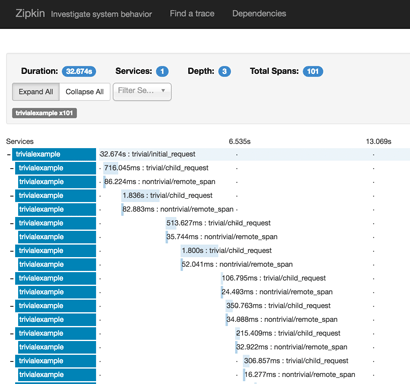 Zipkin Investigate system behavior Find a trace Dependencies
Duration: 32.674s Services: 1 Depth: 3 Total Spans: 101
Expand All Collapse All Filter Se...
trivialexample x101
Services 6.535s 13.069s
trivialexample 32.674s : trivial/initial_request
trivialexample 716.045ms : trivial/child_request
trivialexample 86.224ms : nontrivial/remote_span
trivialexample 1.836s : trivial/child_request
trivialexample 82.883ms : nontrivial/remote_span
trivialexample 513.627ms : trivial/child_request
trivialexample 35.744ms : nontrivial/remote_span
trivialexample 1.800s : trivial/child_request
trivialexample 52.041ms : nontrivial/remote_span
trivialexample 106.795ms : trivial/child_request
trivialexample 24.493ms : nontrivial/remote_span
trivialexample 350.763ms : trivial/child_request
trivialexample 34.888ms : nontrivial/remote_span
trivialexample 215.409ms : trivial/child_request
trivialexample 32.922ms : nontrivial/remote_span
trivialexample 306.857ms : trivial/child_request
trivialexample 16.277ms : nontrivial/remote_span